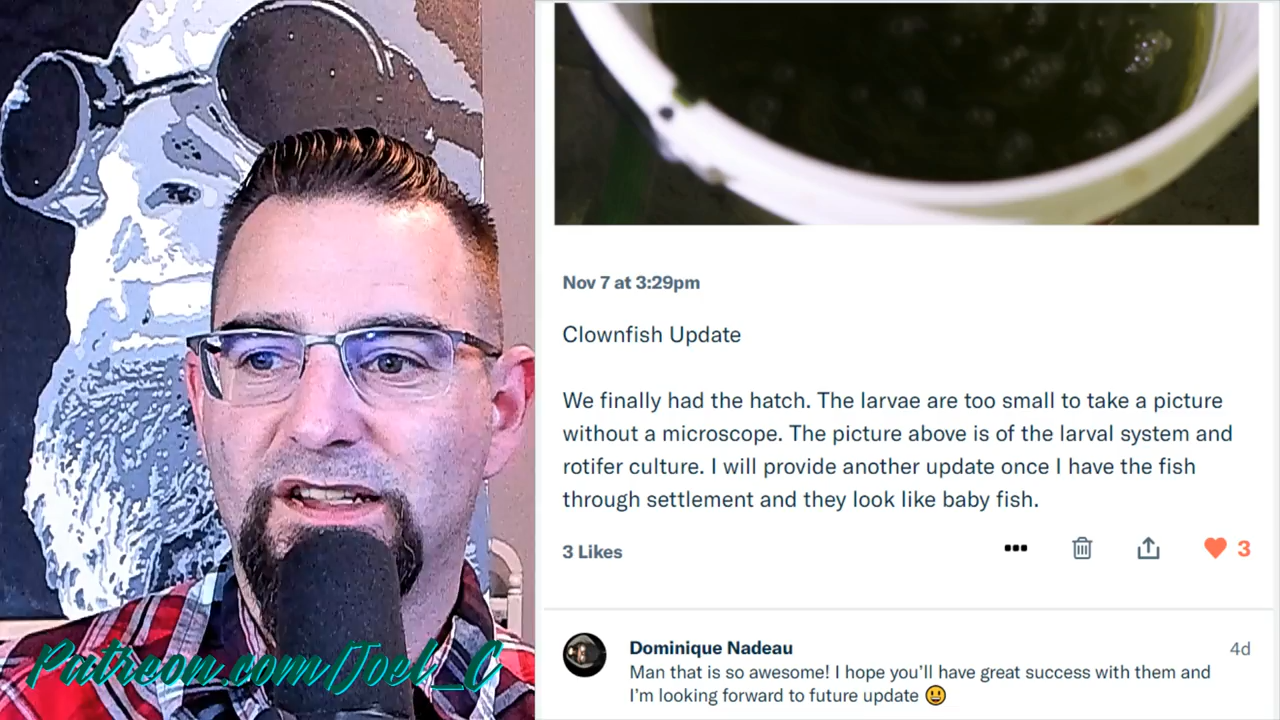 Nov 7 at 3:29pm
Clownfish Update
We finally had the hatch. The larvae are too small to take a picture
without a microscope. The picture above is of the larval system and
rotifer culture. I will provide another update once I have the fish
through settlement and they look like baby fish.
3 Likes
3
Dominique Nadeau
4d
Man that is so awesome! I hope you'll have great success with them and
I'm looking forward to future update 😀
Patreon.com/Joel_C